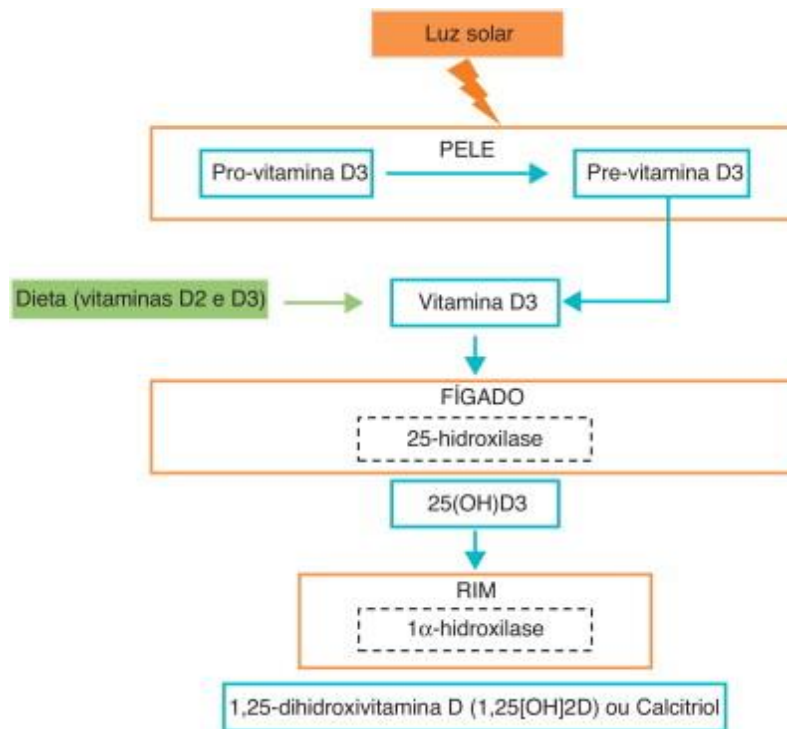 Luz solar
PELE
Pro-vitamina D3
Pre-vitamina D3
Dieta (vitaminas D2 e D3)
Vitamina D3
FÍGADO
25-hidroxilase
25(OH)D3
RIM
1α-hidroxilase
1,25-dihidroxivitamina D (1,25[OH]2D) ou Calcitriol